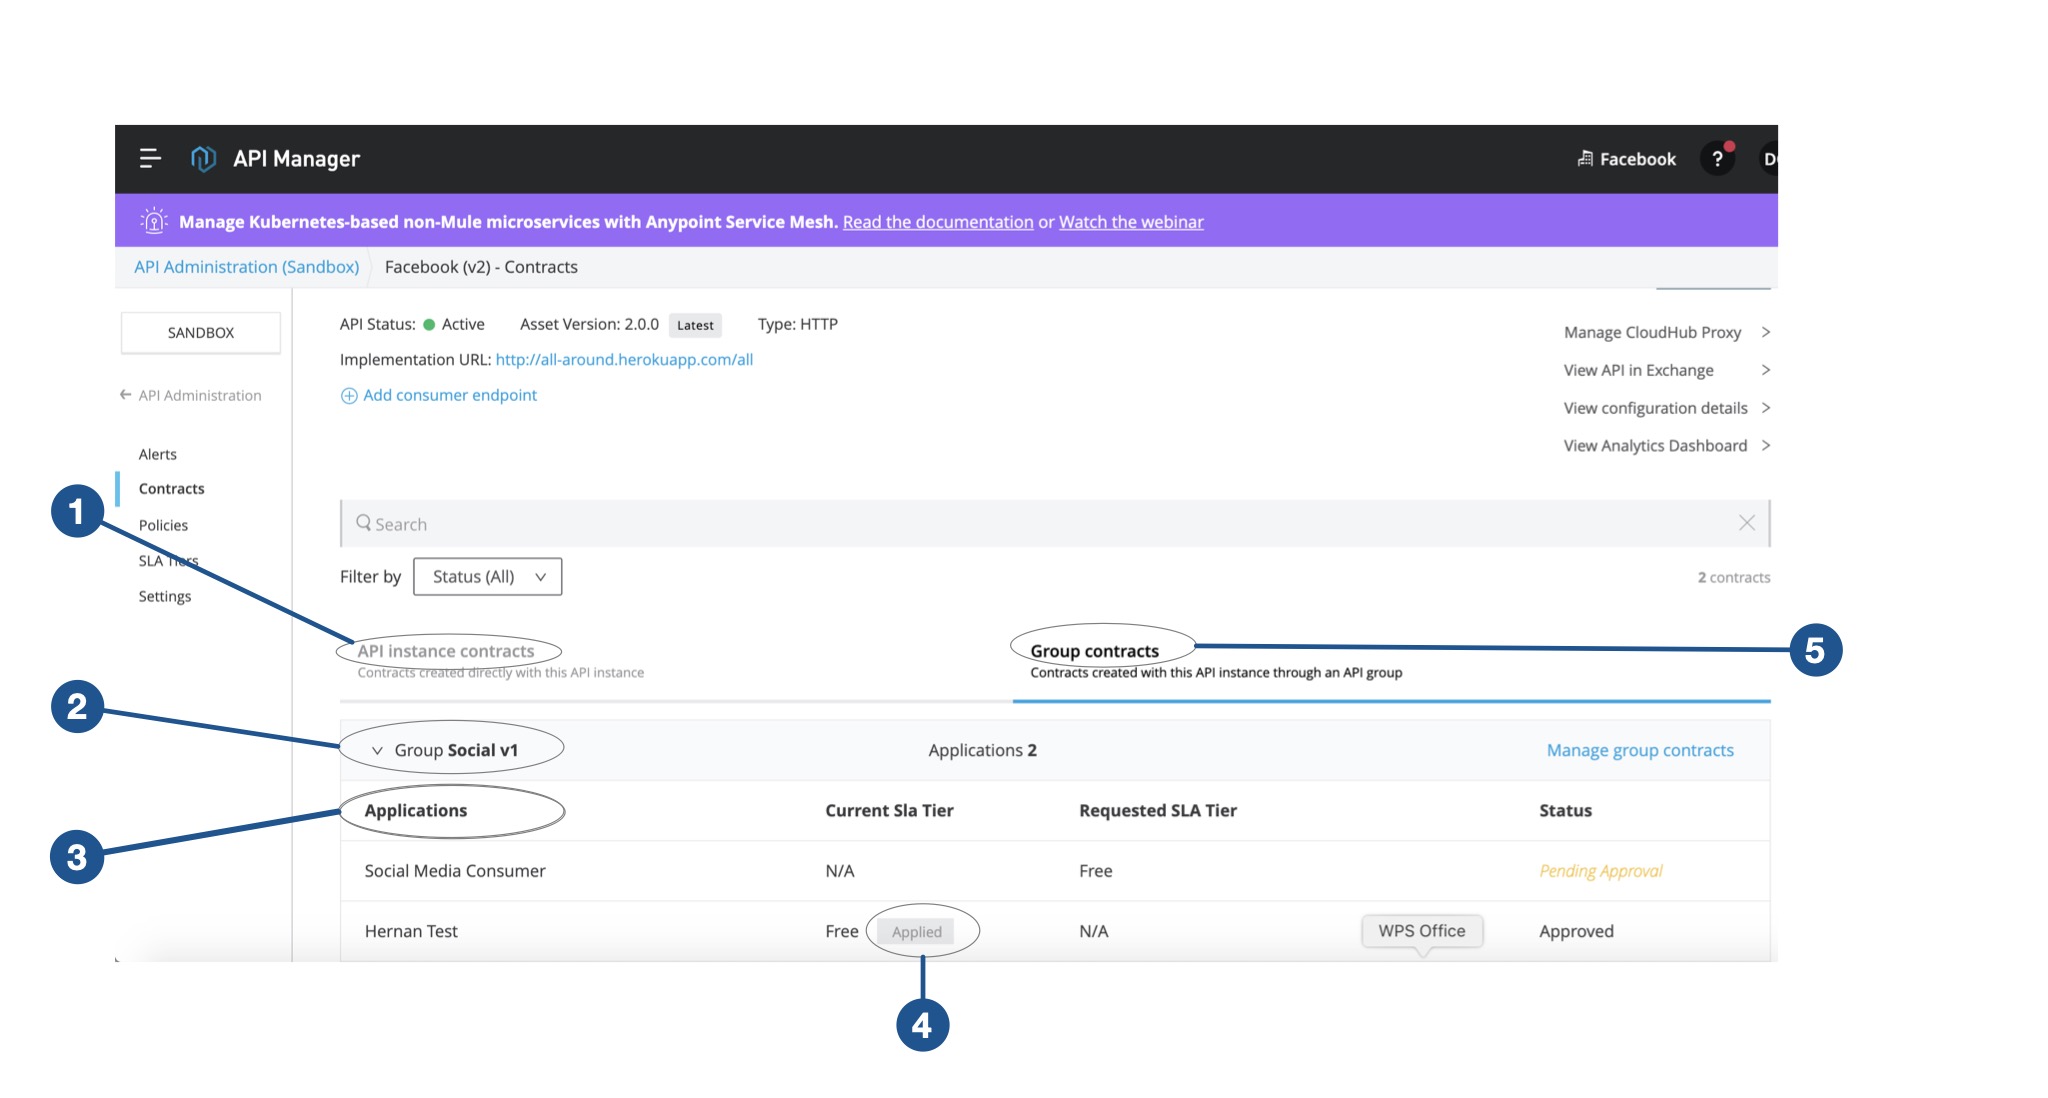 API Manager
Facebook
?
Manage Kubernetes-based non-Mule microservices with Anypoint Service Mesh. Read the documentation or Watch the webinar
API Administration (Sandbox)
Facebook (v2) - Contracts
SANDBOX
API Administration
Alerts
Contracts
Policies
SLA Tiers
Settings
API Status: Active Asset Version: 2.0.0 Latest Type: HTTP
Implementation URL: http://all-around.herokuapp.com/all
Add consumer endpoint
Manage CloudHub Proxy >
View API in Exchange >
View configuration details >
View Analytics Dashboard >
Search
Filter by Status (All)
2 contracts
API instance contracts
Contracts created directly with this API instance
Group contracts
Contracts created with this API instance through an API group
Group Social v1 Applications 2 Manage group contracts
Applications Current Sla Tier Requested SLA Tier Status
Social Media Consumer N/A Free Pending Approval
Hernan Test Free Applied N/A WPS Office Approved
1
2
3
4
5